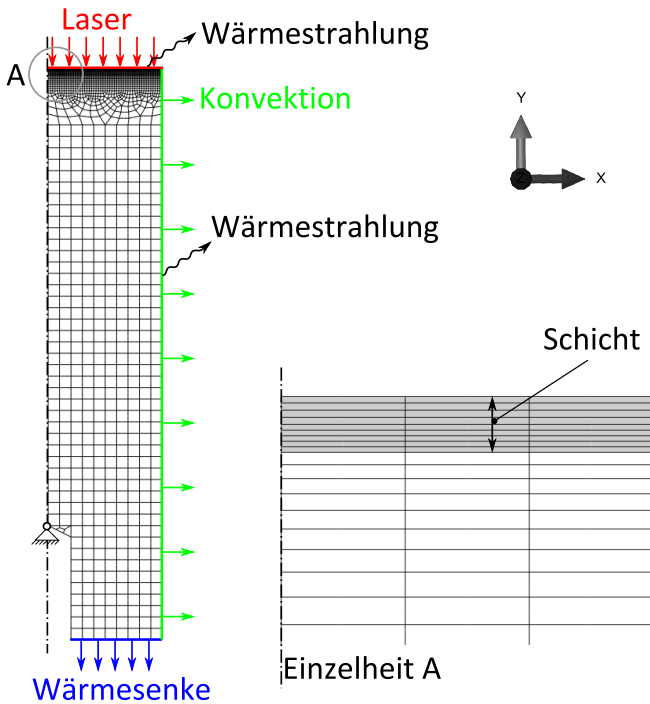 Laser
Wärmestrahlung
A
Konvektion
Y
Z
X
Wärmestrahlung
Schicht
Einzelheit A
Wärmesenke